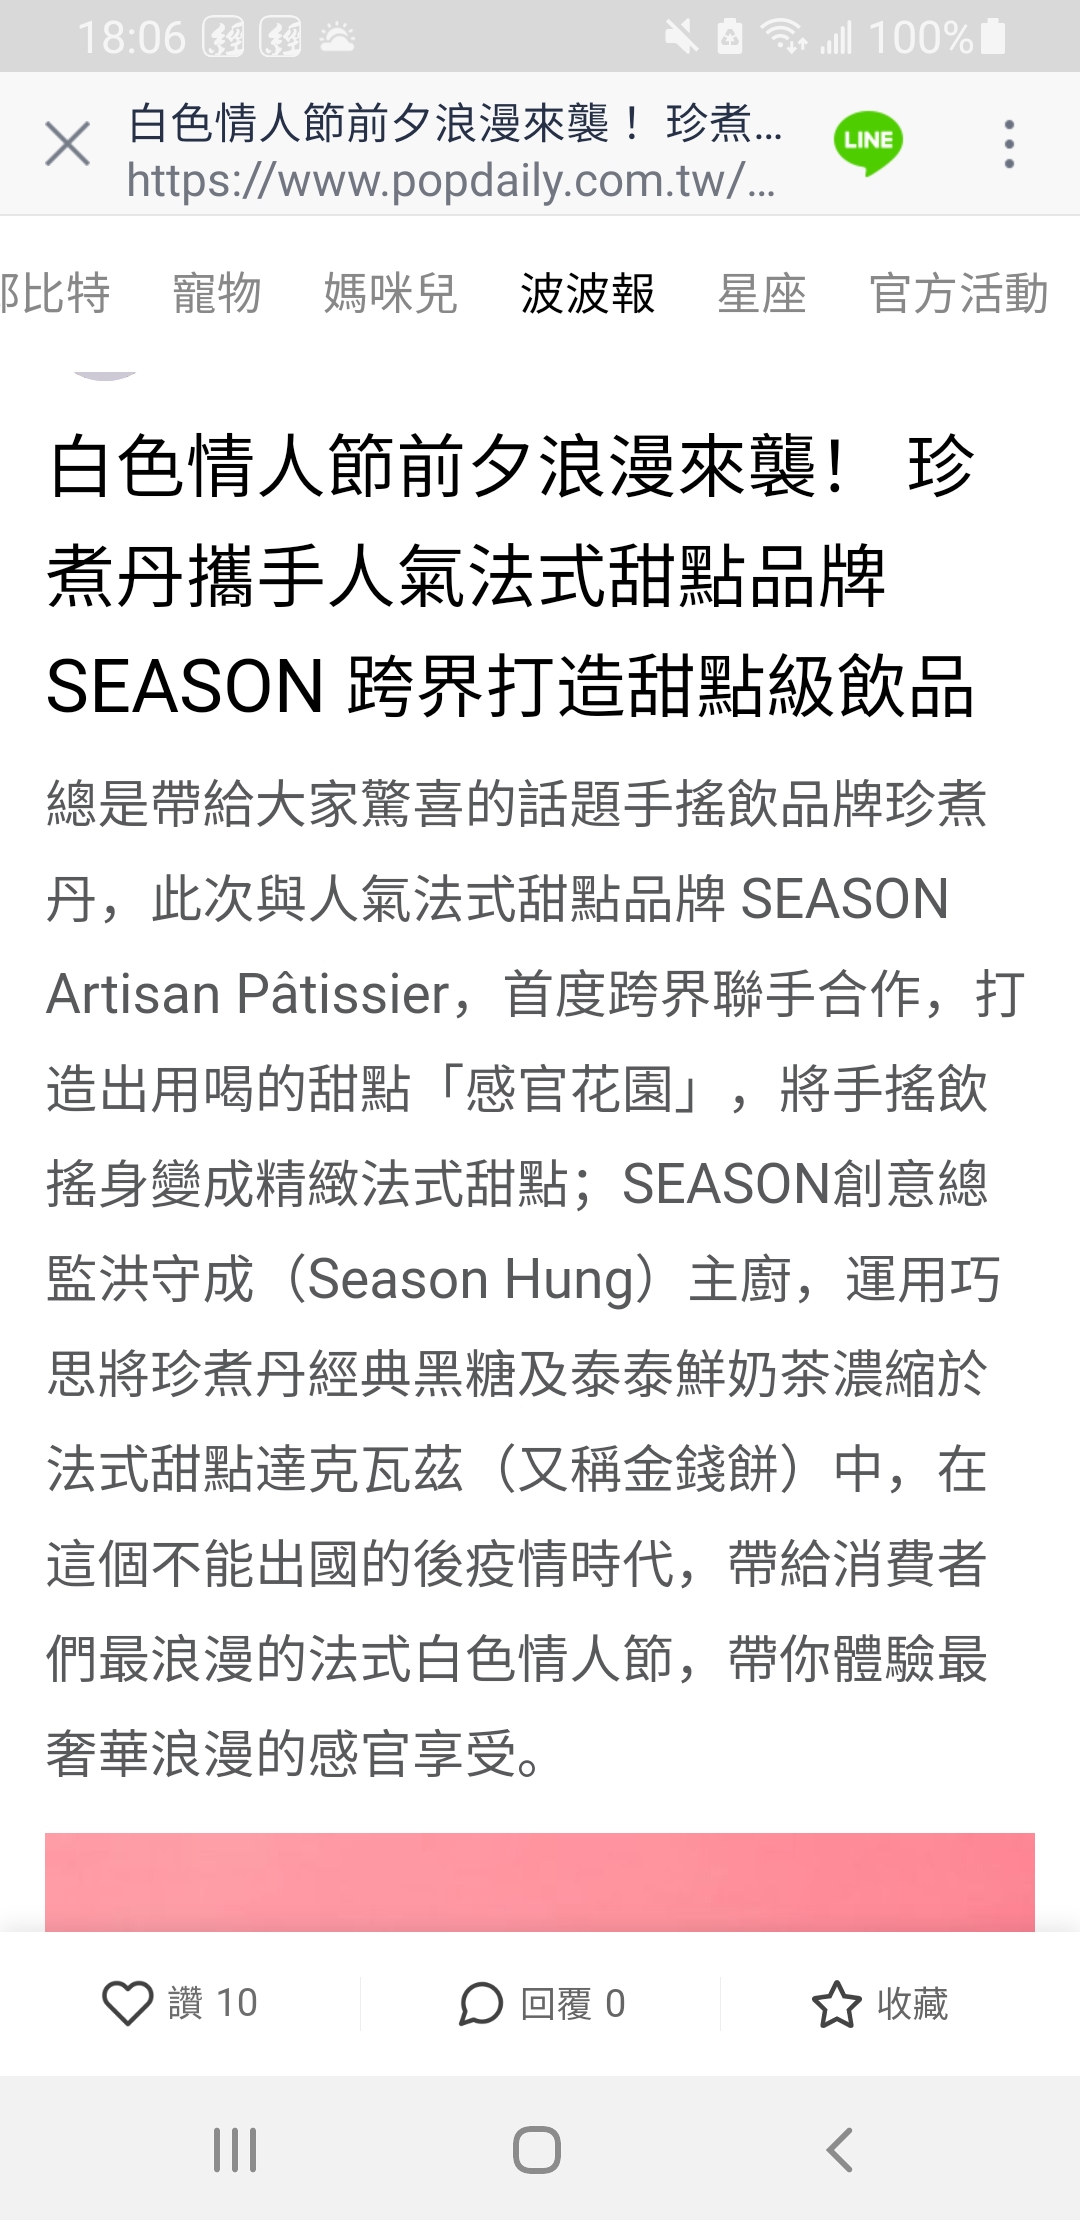 18:06
100%
白色情人節前夕浪漫來襲！ 珍煮...
https://www.popdaily.com.tw/...
LINE
比特 寵物 媽咪兒 波波報 星座 官方活動
白色情人節前夕浪漫來襲！ 珍
煮丹攜手人氣法式甜點品牌
SEASON 跨界打造甜點級飲品
總是帶給大家驚喜的話題手搖飲品牌珍煮
丹，此次與人氣法式甜點品牌 SEASON
Artisan Pâtissier，首度跨界聯手合作，打
造出用喝的甜點「感官花園」，將手搖飲
搖身變成精緻法式甜點；SEASON創意總
監洪守成（Season Hung）主廚，運用巧
思將珍煮丹經典黑糖及泰泰鮮奶茶濃縮於
法式甜點達克瓦茲（又稱金錢餅）中，在
這個不能出國的後疫情時代，帶給消費者
們最浪漫的法式白色情人節，帶你體驗最
奢華浪漫的感官享受。
讚 10 回覆 0 收藏